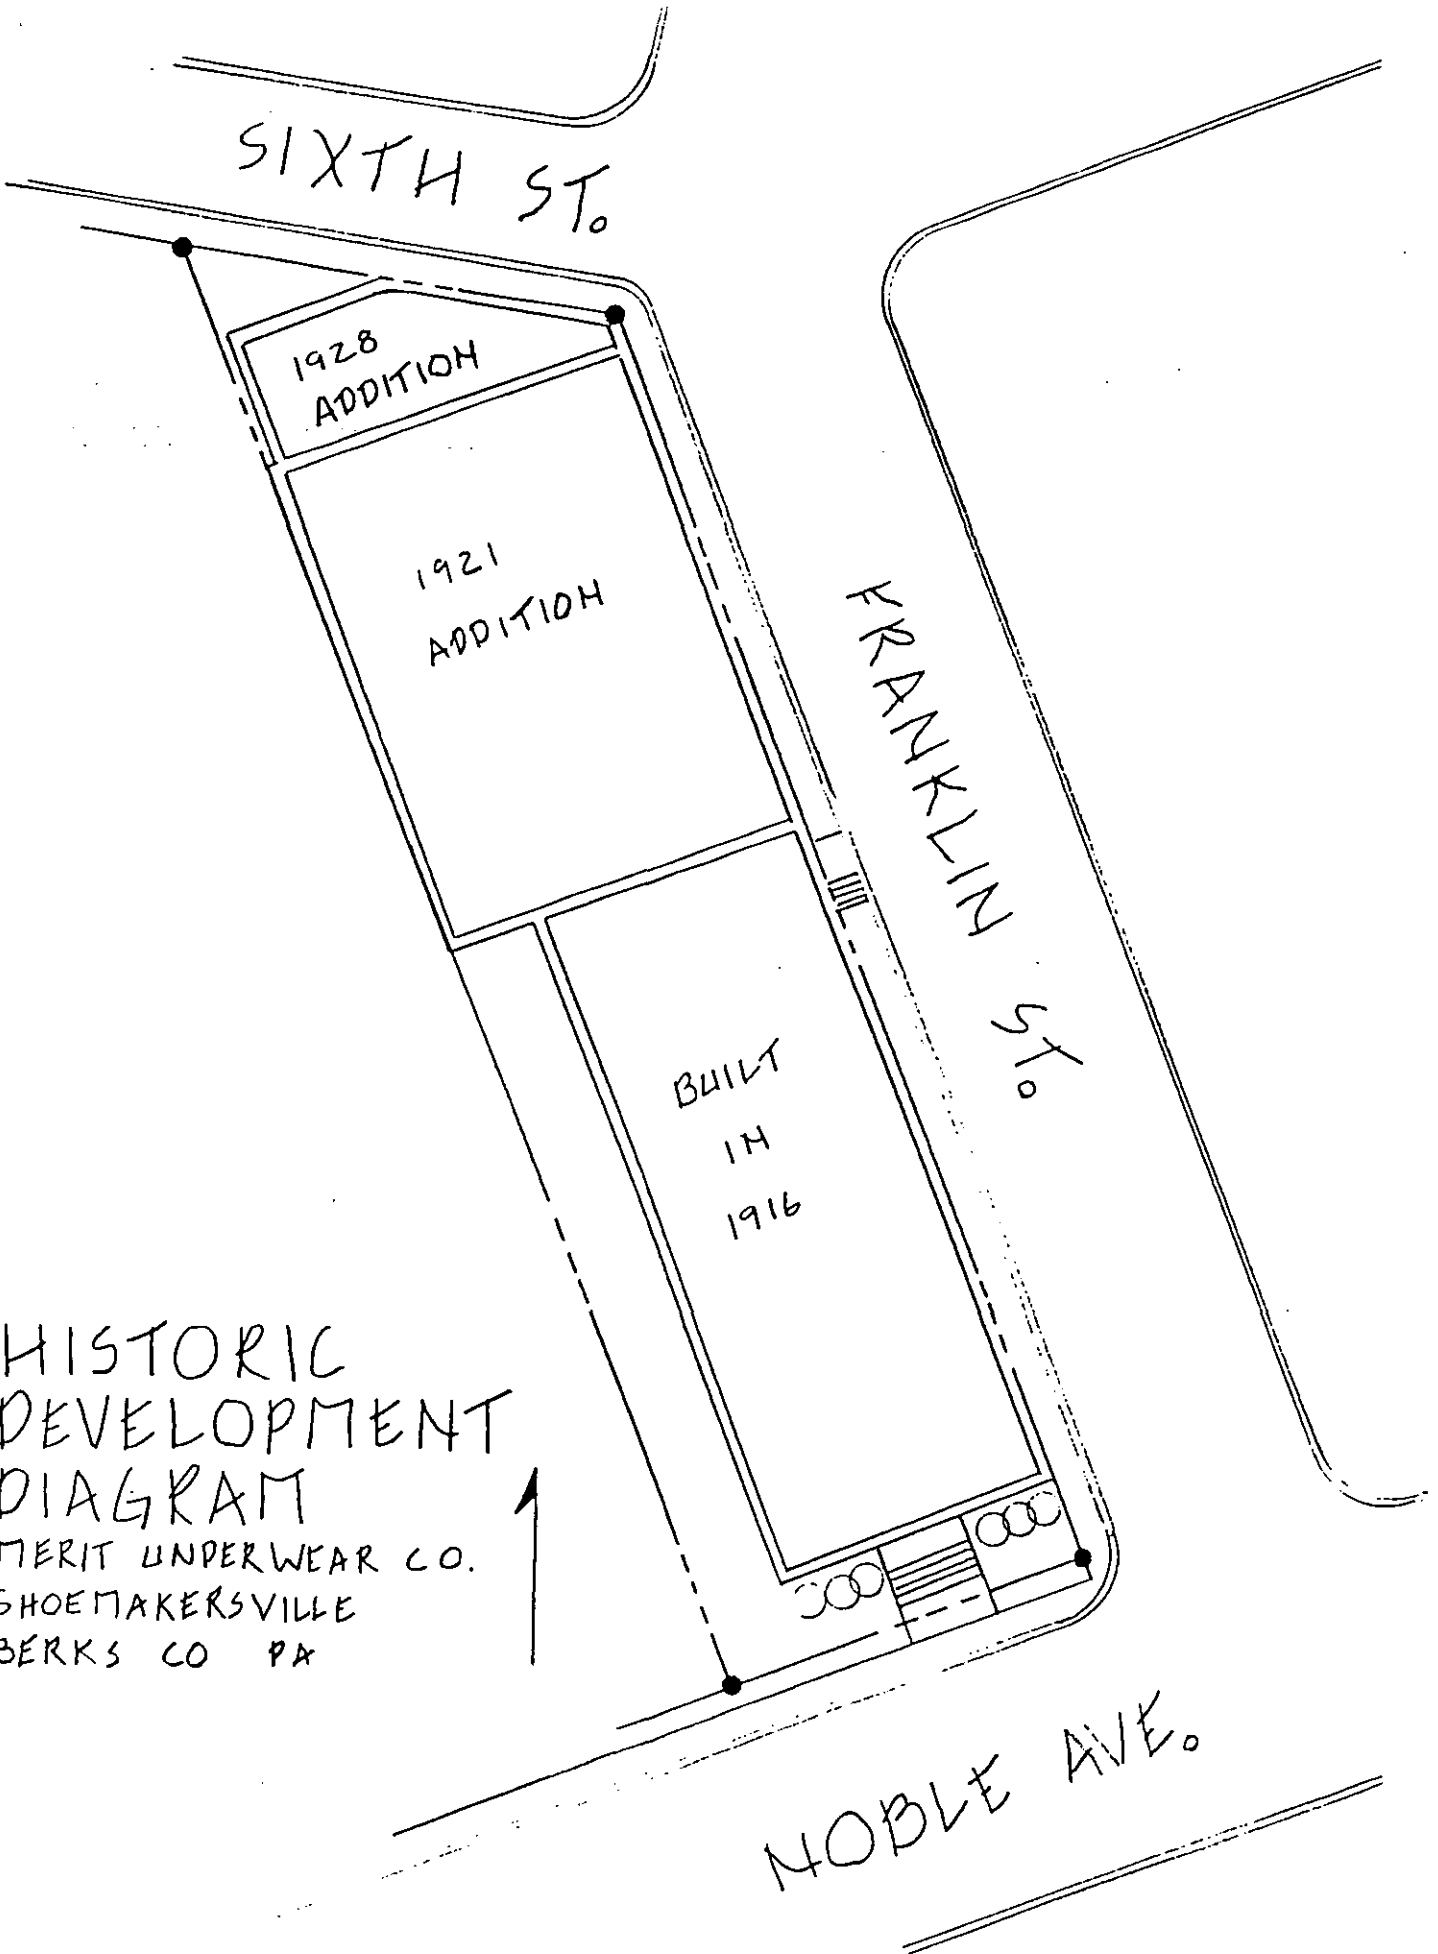 SIXTH ST.
1928
ADDITION
1921
ADDITION
FRANKLIN ST.
BUILT
IN
1916
HISTORIC
DEVELOPMENT
DIAGRAM
MERIT UNDERWEAR CO.
SHOEMAKERSVILLE
BERKS CO PA
NOBLE AVE.